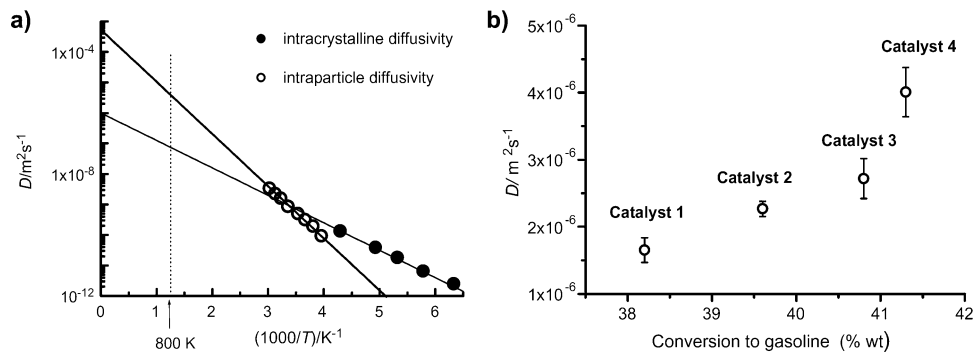 a)
● intracrystalline diffusivity
○ intraparticle diffusivity
D/m²s⁻¹
1x10⁻⁴
1x10⁻⁸
10⁻¹²
0 1 2 3 4 5 6
800 K
(1000/T)/K⁻¹
b)
D/ m²s⁻¹
5x10⁻⁶
4x10⁻⁶
3x10⁻⁶
2x10⁻⁶
1x10⁻⁶
Catalyst 4
Catalyst 3
Catalyst 2
Catalyst 1
38 39 40 41 42
Conversion to gasoline (% wt)